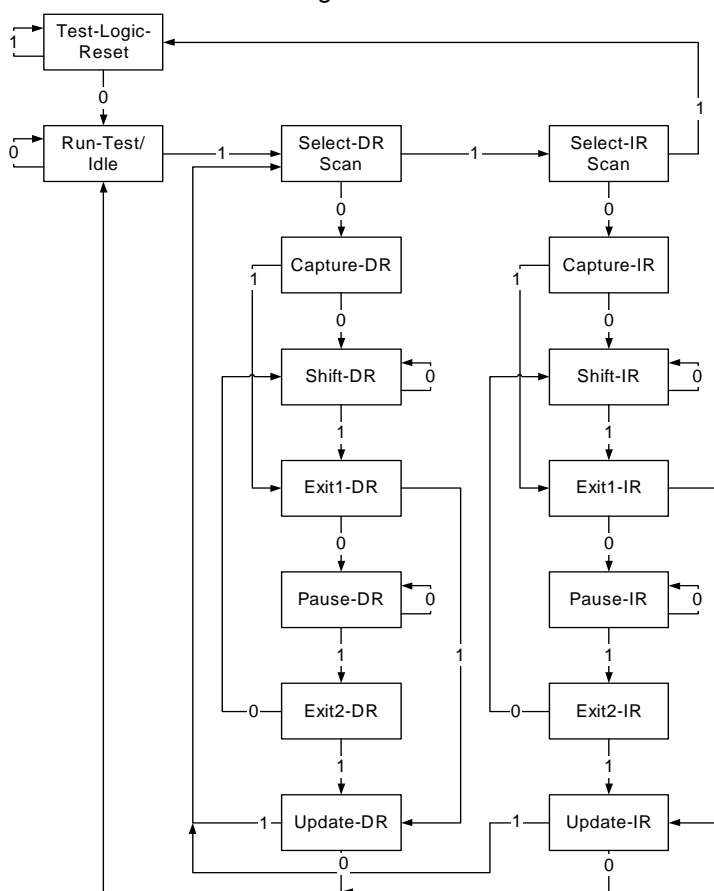 Test-Logic-
Reset
1
0
1
Run-Test/
Idle
0
1
Select-DR
Scan
1
Select-IR
Scan
0
0
Capture-DR
1
Capture-IR
1
0
0
Shift-DR
0
Shift-IR
0
1
1
Exit1-DR
Exit1-IR
0
0
Pause-DR
0
Pause-IR
0
1
1
1
Exit2-DR
0
Exit2-IR
0
1
1
Update-DR
1
Update-IR
1
0
0